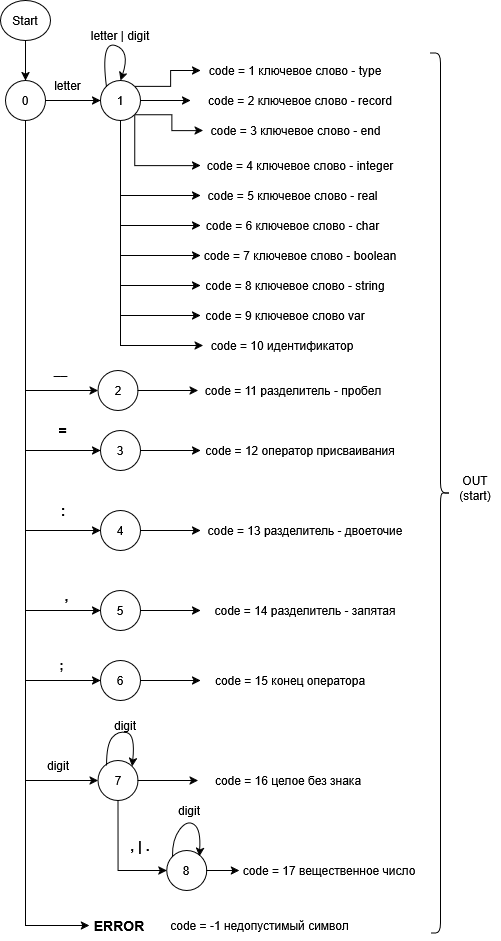 Start
letter | digit
letter
0
1
code = 1 ключевое слово - type
code = 2 ключевое слово - record
code = 3 ключевое слово - end
code = 4 ключевое слово - integer
code = 5 ключевое слово - real
code = 6 ключевое слово - char
code = 7 ключевое слово - boolean
code = 8 ключевое слово - string
code = 9 ключевое слово var
code = 10 идентификатор
__
2
code = 11 разделитель - пробел
=
3
code = 12 оператор присваивания
OUT
(start)
:
4
code = 13 разделитель - двоеточие
,
5
code = 14 разделитель - запятая
;
6
code = 15 конец оператора
digit
digit
7
code = 16 целое без знака
digit
, | .
8
code = 17 вещественное число
ERROR
code = -1 недопустимый символ